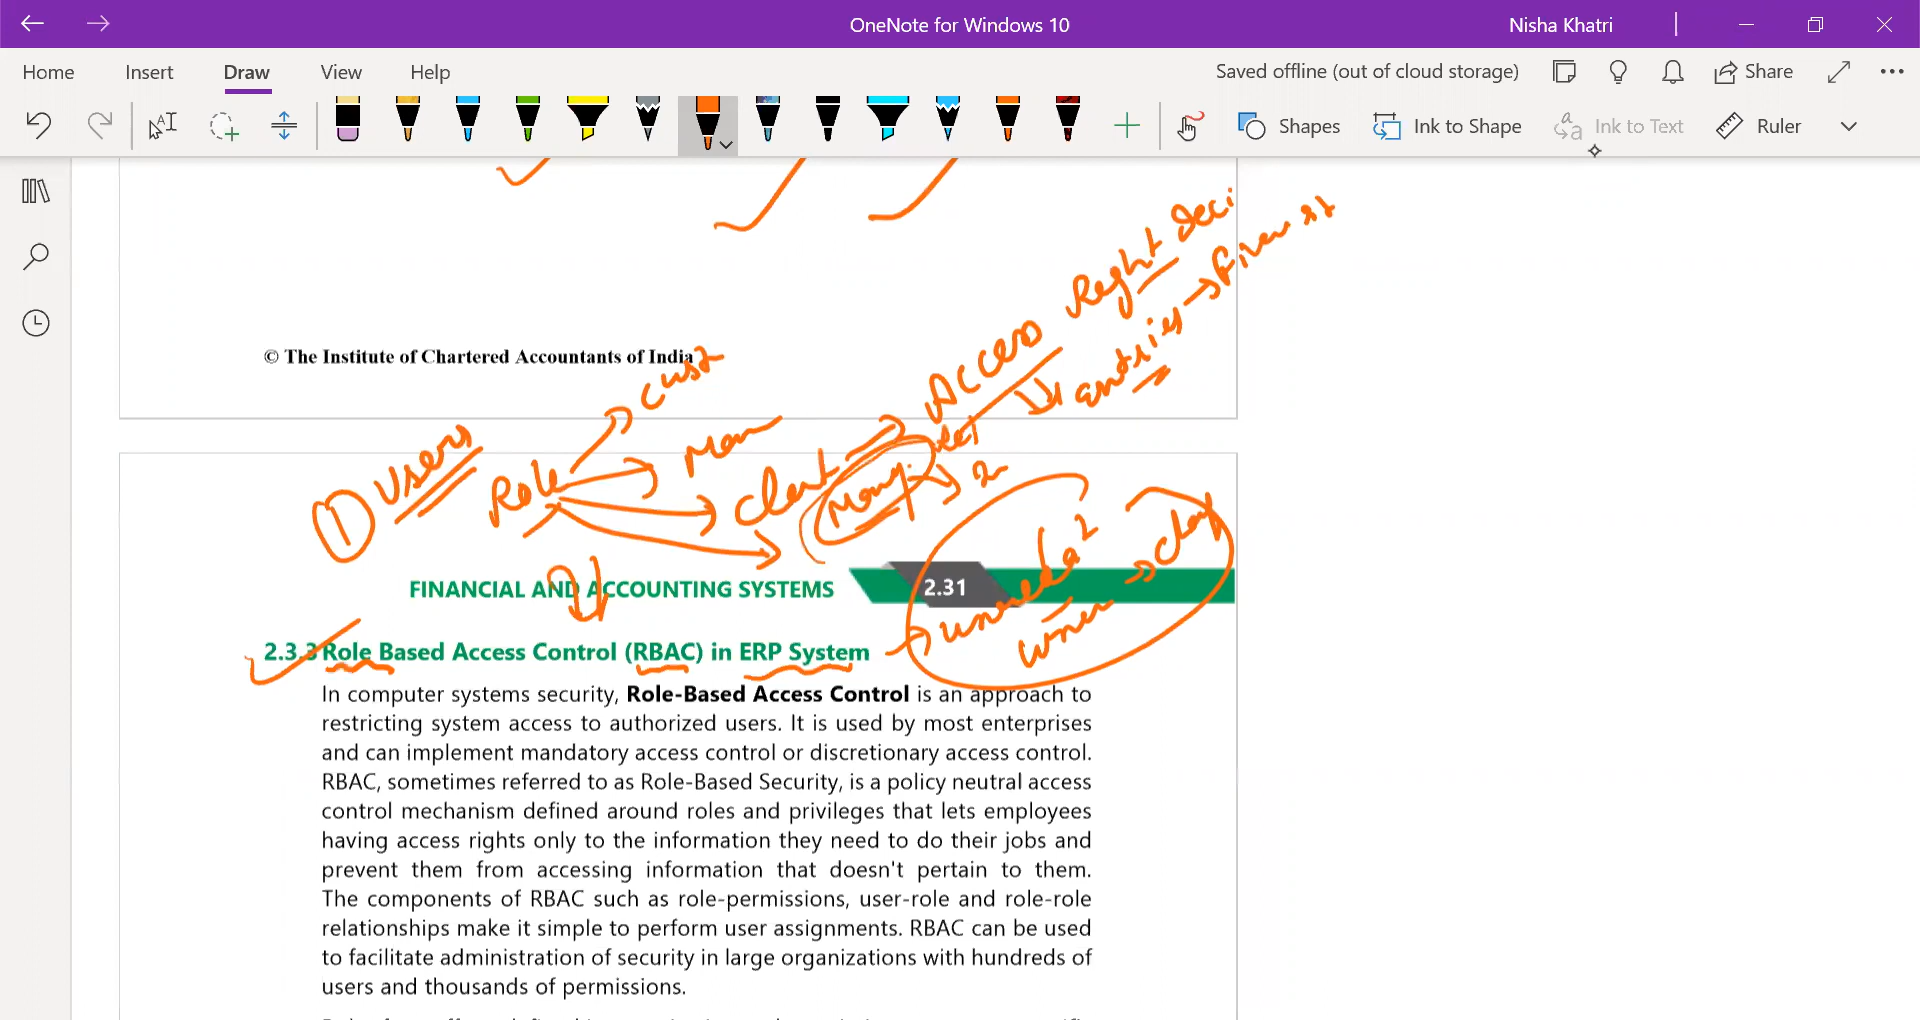 OneNote for Windows 10
Nisha Khatri
Home Insert Draw View Help
Saved offline (out of cloud storage)
Share
Shapes
Ink to Shape
Ink to Text
Ruler
Right deci
Access
entries
© The Institute of Chartered Accountants of India
cust
① Users
Role
Man
Clerk
2
FINANCIAL AND ACCOUNTING SYSTEMS
2.31
2.3.3 Role Based Access Control (RBAC) in ERP System
In computer systems security, Role-Based Access Control is an approach to
restricting system access to authorized users. It is used by most enterprises
and can implement mandatory access control or discretionary access control.
RBAC, sometimes referred to as Role-Based Security, is a policy neutral access
control mechanism defined around roles and privileges that lets employees
having access rights only to the information they need to do their jobs and
prevent them from accessing information that doesn't pertain to them.
The components of RBAC such as role-permissions, user-role and role-role
relationships make it simple to perform user assignments. RBAC can be used
to facilitate administration of security in large organizations with hundreds of
users and thousands of permissions.